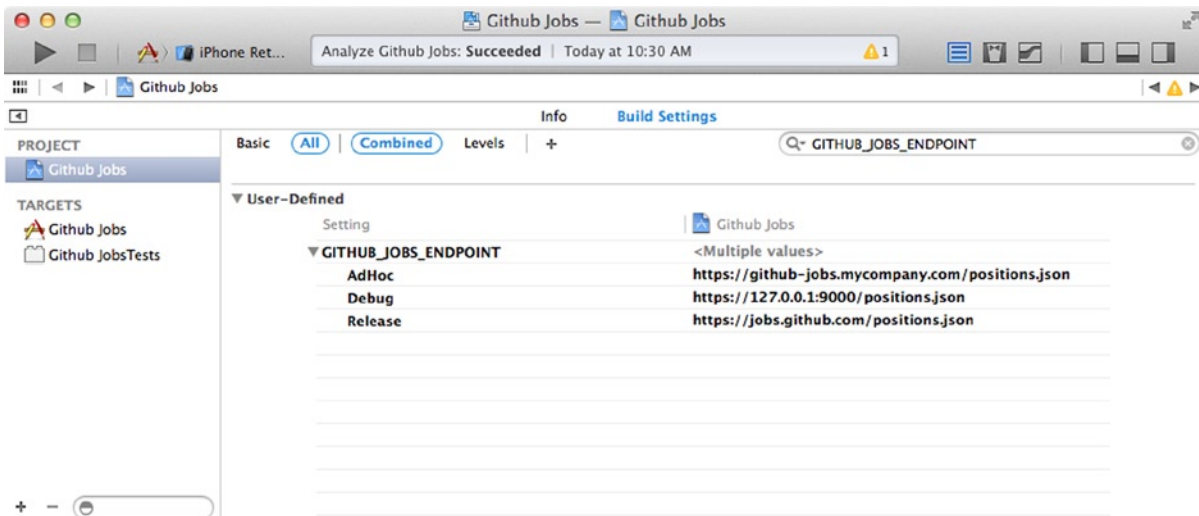 Github Jobs — Github Jobs
iPhone Ret...
Analyze Github Jobs: Succeeded | Today at 10:30 AM
1
Github Jobs
Info Build Settings
PROJECT
Github Jobs
TARGETS
Github Jobs
Github JobsTests
Basic All Combined Levels +
GITHUB_JOBS_ENDPOINT
User-Defined
Setting Github Jobs
GITHUB_JOBS_ENDPOINT <Multiple values>
AdHoc https://github-jobs.mycompany.com/positions.json
Debug https://127.0.0.1:9000/positions.json
Release https://jobs.github.com/positions.json